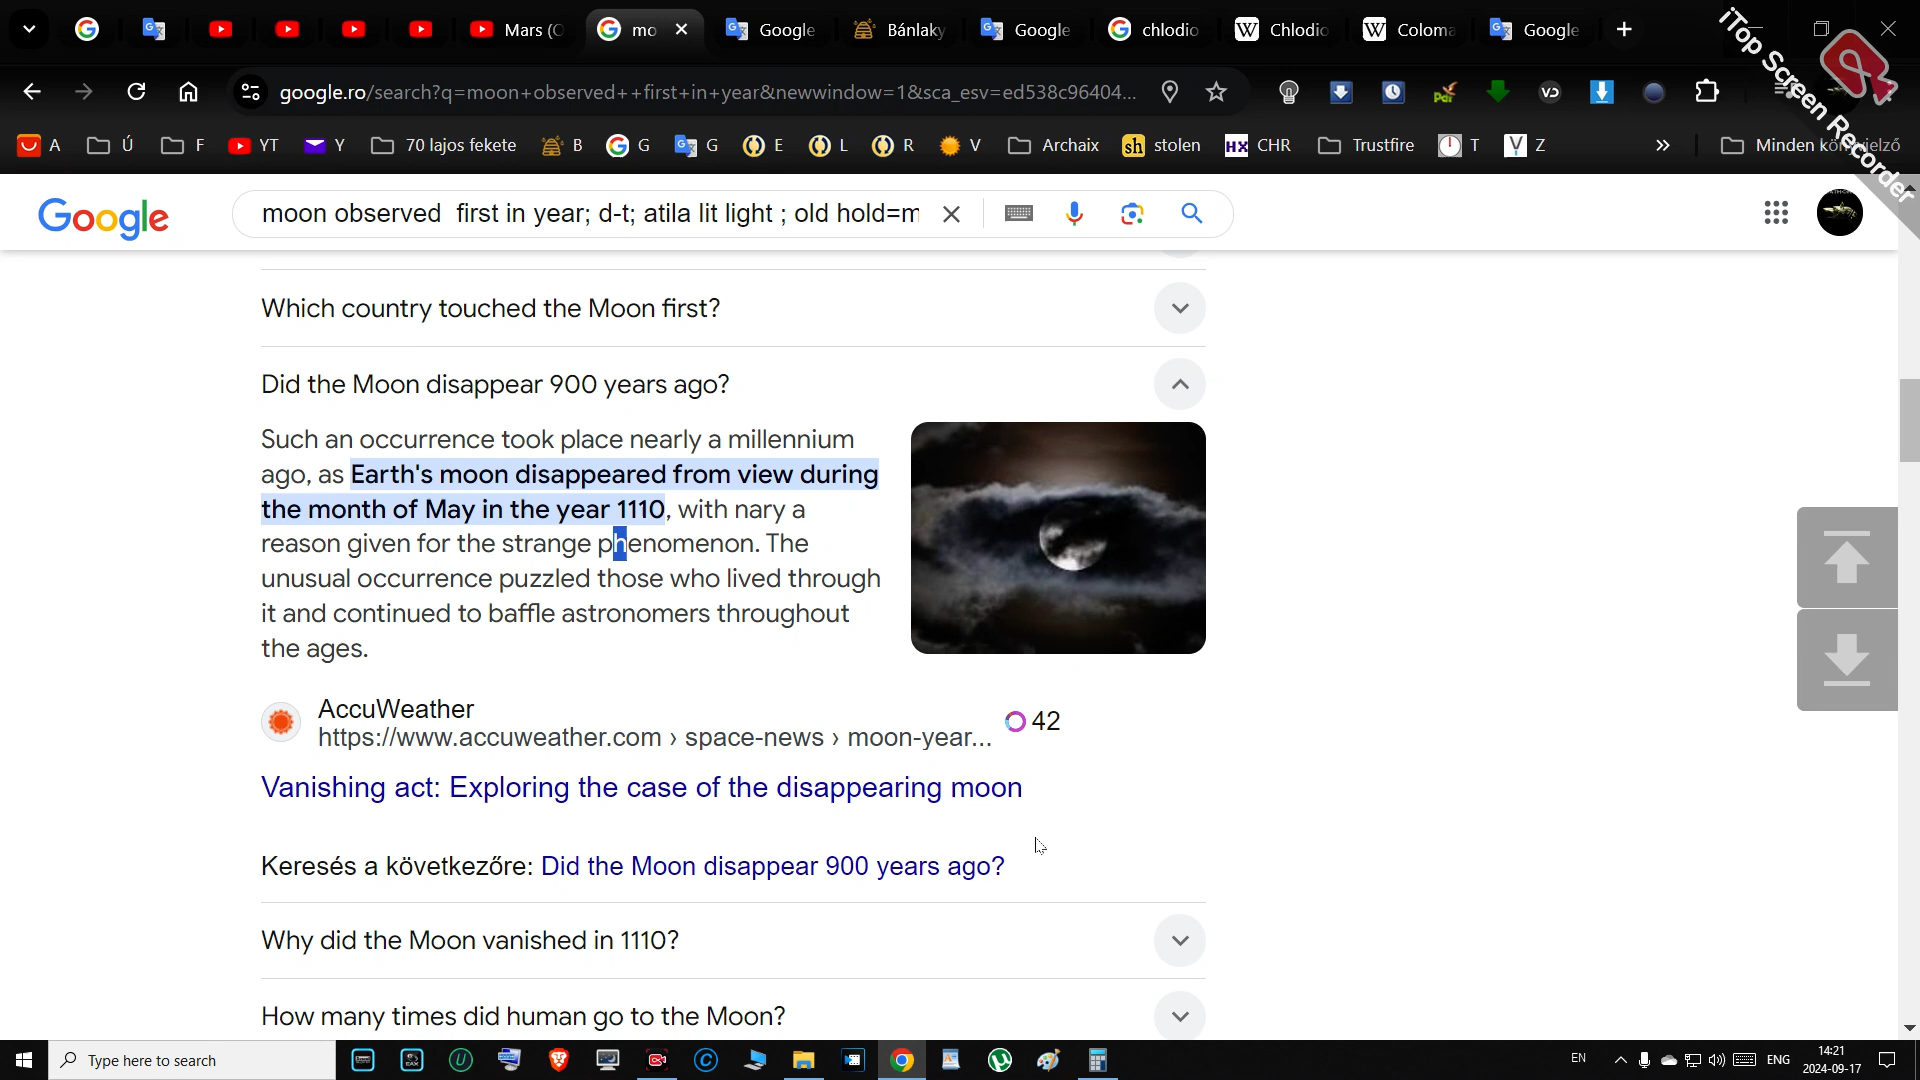 Mars (C
mo
Google
Bánlaky
Google
chlodio
Chlodio
Coloma
Google
iTop Screen Recorder
google.ro/search?q=moon+observed++first+in+year&newwindow=1&sca_esv=ed538c96404...
A Ú F YT Y 70 lajos fekete B G G E L R V Archaix stolen CHR Trustfire T Z » Minden könyvjelző
Google
moon observed first in year; d-t; atila lit light ; old hold=m
Which country touched the Moon first?
Did the Moon disappear 900 years ago?
Such an occurrence took place nearly a millennium
ago, as Earth's moon disappeared from view during
the month of May in the year 1110, with nary a
reason given for the strange phenomenon. The
unusual occurrence puzzled those who lived through
it and continued to baffle astronomers throughout
the ages.
AccuWeather
https://www.accuweather.com › space-news › moon-year...
42
Vanishing act: Exploring the case of the disappearing moon
Keresés a következőre: Did the Moon disappear 900 years ago?
Why did the Moon vanished in 1110?
How many times did human go to the Moon?
Type here to search
EN
ENG
14:21
2024-09-17